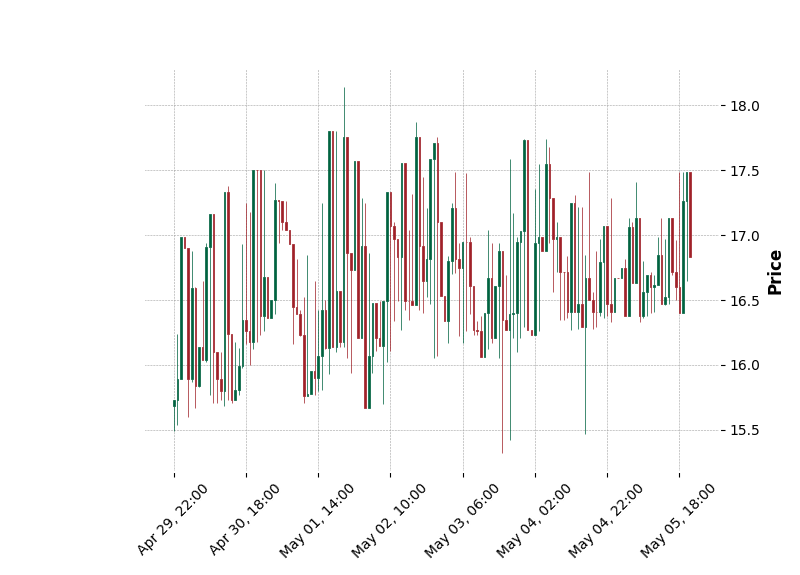 18.0
17.5
17.0
16.5
16.0
15.5
Price
Apr 29, 22:00
Apr 30, 18:00
May 01, 14:00
May 02, 10:00
May 03, 06:00
May 04, 02:00
May 04, 22:00
May 05, 18:00